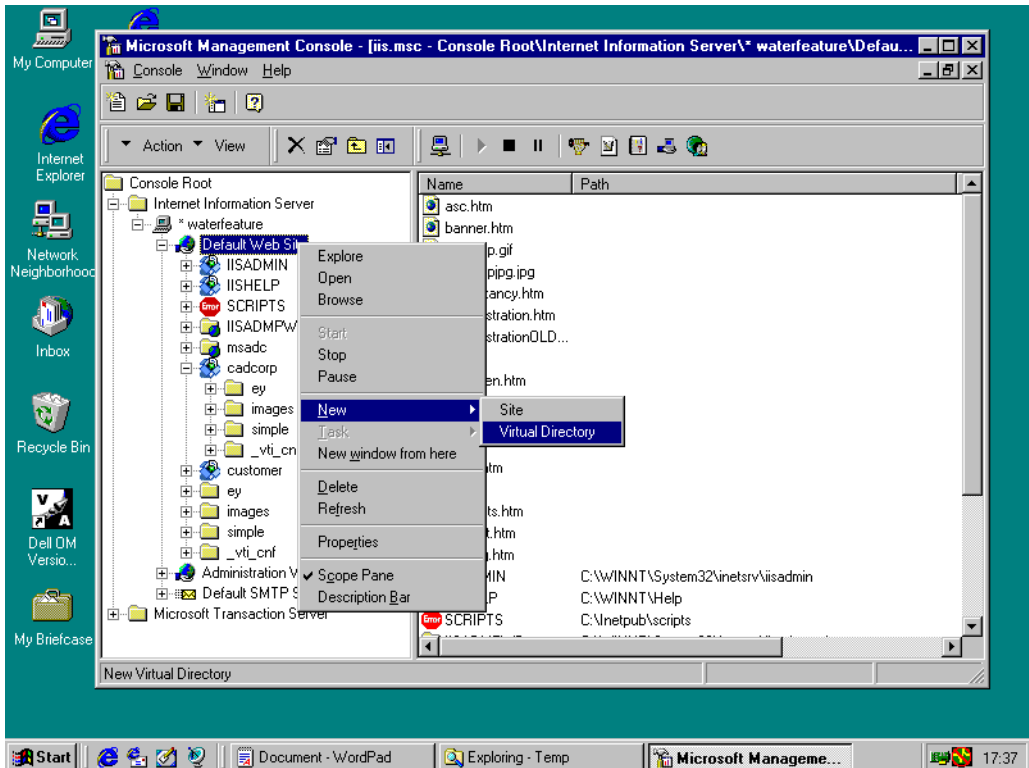 My Computer
Internet Explorer
Network Neighborhood
Inbox
Recycle Bin
Dell OM Versio...
My Briefcase
Microsoft Management Console - [iis.msc - Console Root\Internet Information Server\* waterfeature\Defau...
Console Window Help
Action View
Console Root
Internet Information Server
* waterfeature
Default Web Sit
IISADMIN
IISHELP
Error SCRIPTS
IISADMPW
msadc
cadcorp
ey
images
simple
_vti_cn
customer
ey
images
simple
_vti_cnf
Administration W
Default SMTP S
Microsoft Transaction Server
Explore
Open
Browse
Start
Stop
Pause
New
Task
New window from here
Delete
Refresh
Properties
Scope Pane
Description Bar
Site
Virtual Directory
Name Path
asc.htm
banner.htm
p.gif
pipg.jpg
tancy.htm
stration.htm
strationOLD...
en.htm
tm
ts.htm
t.htm
.htm
MIN C:\WINNT\System32\inetsrv\iisadmin
P C:\WINNT\Help
Error SCRIPTS C:\Inetpub\scripts
New Virtual Directory
Start Document - WordPad Exploring - Temp Microsoft Manageme... 17:37